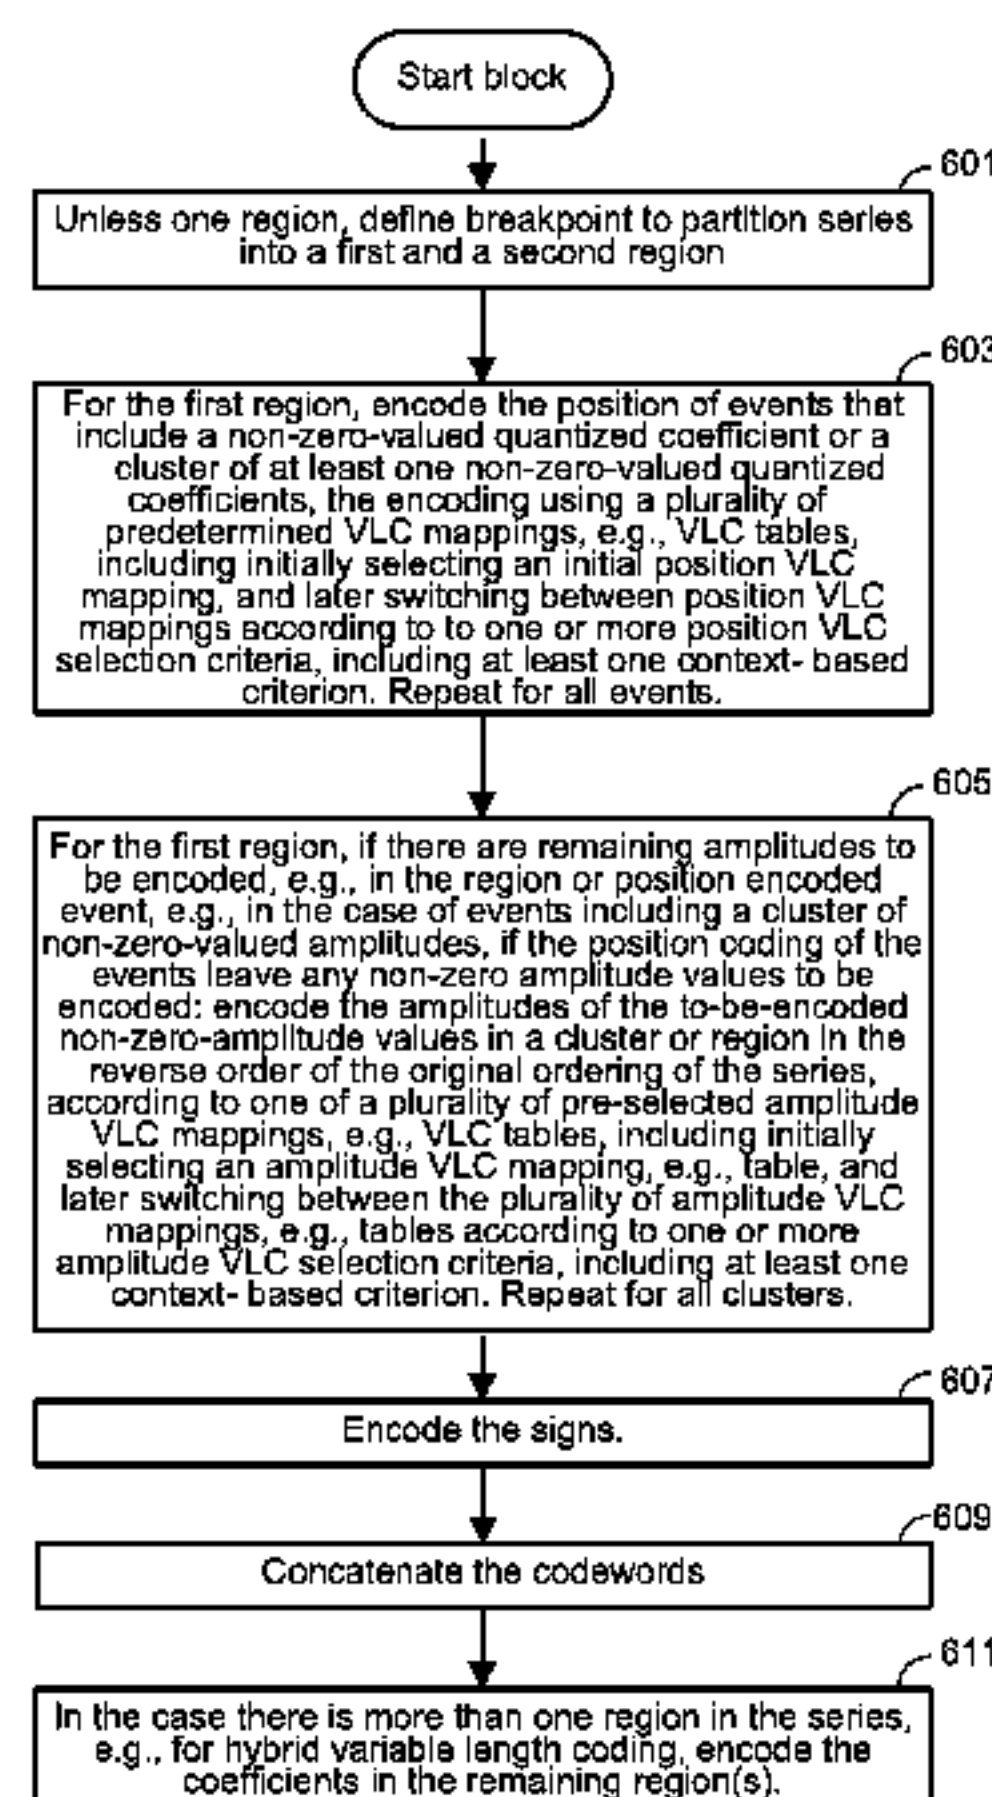 Start block
601
Unless one region, define breakpoint to partition series
into a first and a second region
603
For the first region, encode the position of events that
include a non-zero-valued quantized coefficient or a
cluster of at least one non-zero-valued quantized
coefficients, the encoding using a plurality of
predetermined VLC mappings, e.g., VLC tables,
including initially selecting an initial position VLC
mapping, and later switching between position VLC
mappings according to to one or more position VLC
selection criteria, including at least one context- based
criterion. Repeat for all events.
605
For the first region, if there are remaining amplitudes to
be encoded, e.g., in the region or position encoded
event, e.g., in the case of events including a cluster of
non-zero-valued amplitudes, if the position coding of the
events leave any non-zero amplitude values to be
encoded: encode the amplitudes of the to-be-encoded
non-zero-amplitude values in a cluster or region in the
reverse order of the original ordering of the series,
according to one of a plurality of pre-selected amplitude
VLC mappings, e.g., VLC tables, including initially
selecting an amplitude VLC mapping, e.g., table, and
later switching between the plurality of amplitude VLC
mappings, e.g., tables according to one or more
amplitude VLC selection criteria, including at least one
context- based criterion. Repeat for all clusters.
607
Encode the signs.
609
Concatenate the codewords
611
In the case there is more than one region in the series,
e.g., for hybrid variable length coding, encode the
coefficients in the remaining region(s).